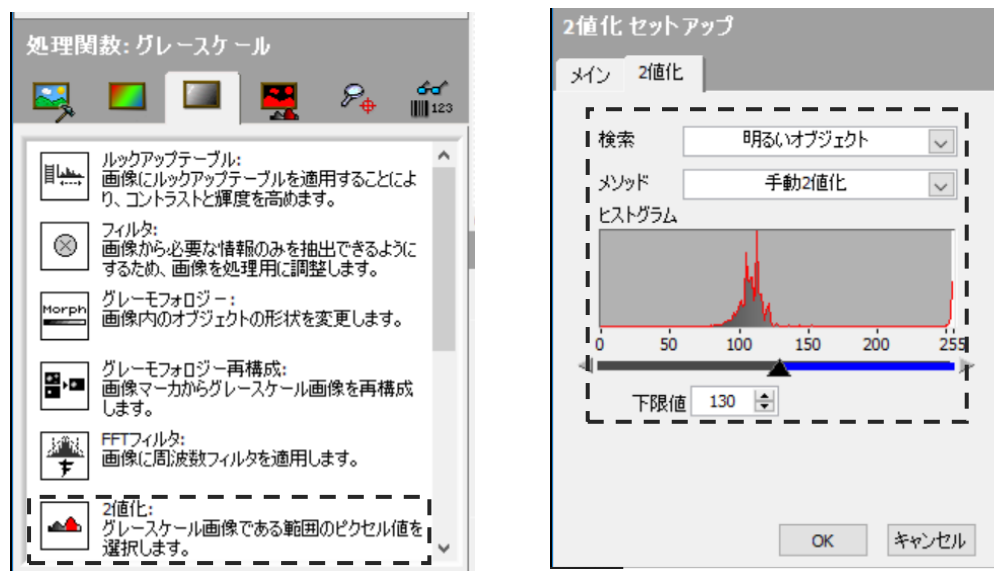 処理関数: グレースケール
123
ルックアップテーブル:
画像にルックアップテーブルを適用することによ
り、コントラストと輝度を高めます。
フィルタ:
画像から必要な情報のみを抽出できるように
するため、画像を処理用に調整します。
Morph
グレーモフォロジー:
画像内のオブジェクトの形状を変更します。
グレーモフォロジー再構成:
画像マーカからグレースケール画像を再構成
します。
FFTフィルタ:
画像に周波数フィルタを適用します。
2値化:
グレースケール画像である範囲のピクセル値を
選択します。
2値化 セットアップ
メイン 2値化
検索 明るいオブジェクト
メソッド 手動2値化
ヒストグラム
0 50 100 150 200 255
下限値 130
OK キャンセル